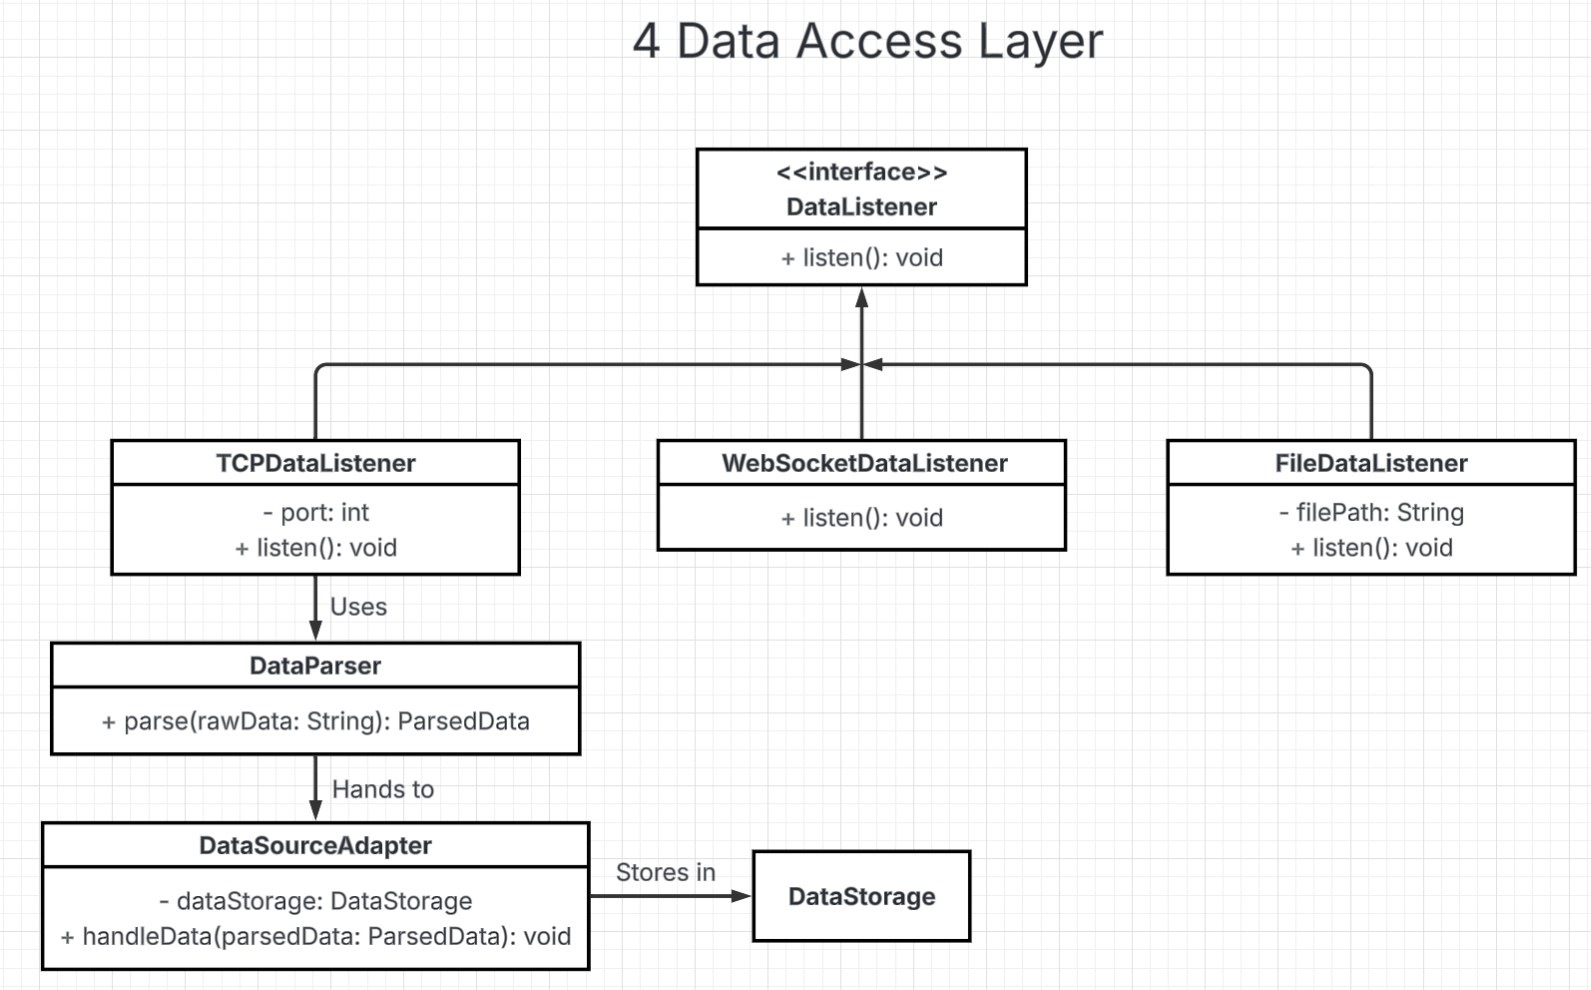 4 Data Access Layer
<<interface>>
DataListener
+ listen(): void
TCPDataListener
- port: int
+ listen(): void
WebSocketDataListener
+ listen(): void
FileDataListener
- filePath: String
+ listen(): void
Uses
DataParser
+ parse(rawData: String): ParsedData
Hands to
DataSourceAdapter
- dataStorage: DataStorage
+ handleData(parsedData: ParsedData): void
Stores in
DataStorage